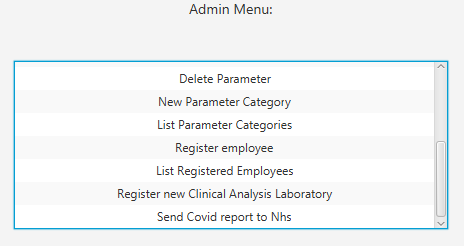 Admin Menu:
Delete Parameter
New Parameter Category
List Parameter Categories
Register employee
List Registered Employees
Register new Clinical Analysis Laboratory
Send Covid report to Nhs